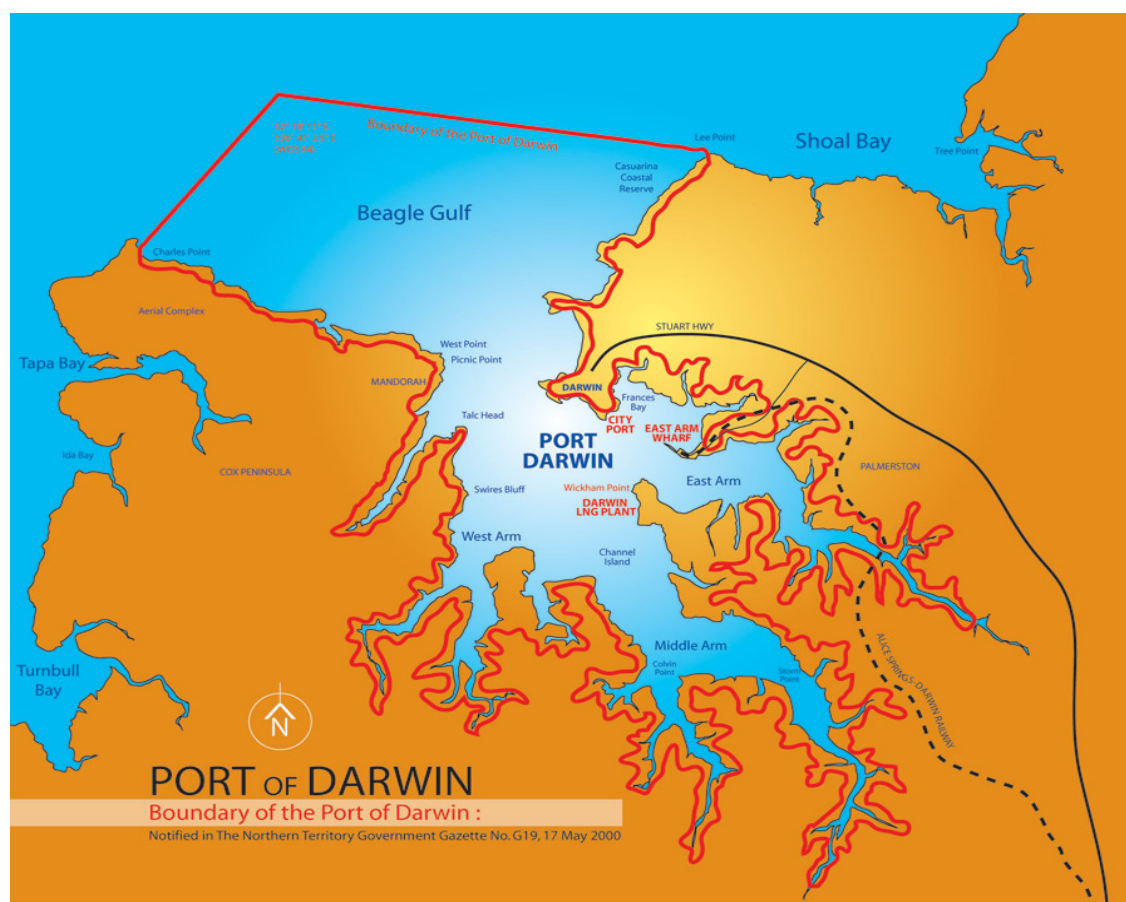 Boundary of the Port of Darwin
Lee Point
Shoal Bay
Tree Point
Casuarina
Coastal
Reserve
Beagle Gulf
Charles Point
Aerial Complex
STUART HWY
West Point
Picnic Point
Tapa Bay
MANDORAH
DARWIN
Frances
Bay
Talc Head
CITY
PORT
EAST ARM
WHARF
PORT
DARWIN
Ida Bay
COX PENINSULA
PALMERSTON
Swires Bluff
Wickham Point
East Arm
DARWIN
LNG PLANT
West Arm
Channel
Island
Middle Arm
Colvin
Point
Storm
Point
Turnbull
Bay
ALICE SPRINGS-DARWIN RAILWAY
N
PORT OF DARWIN
Boundary of the Port of Darwin :
Notified in The Northern Territory Government Gazette No. G19, 17 May 2000